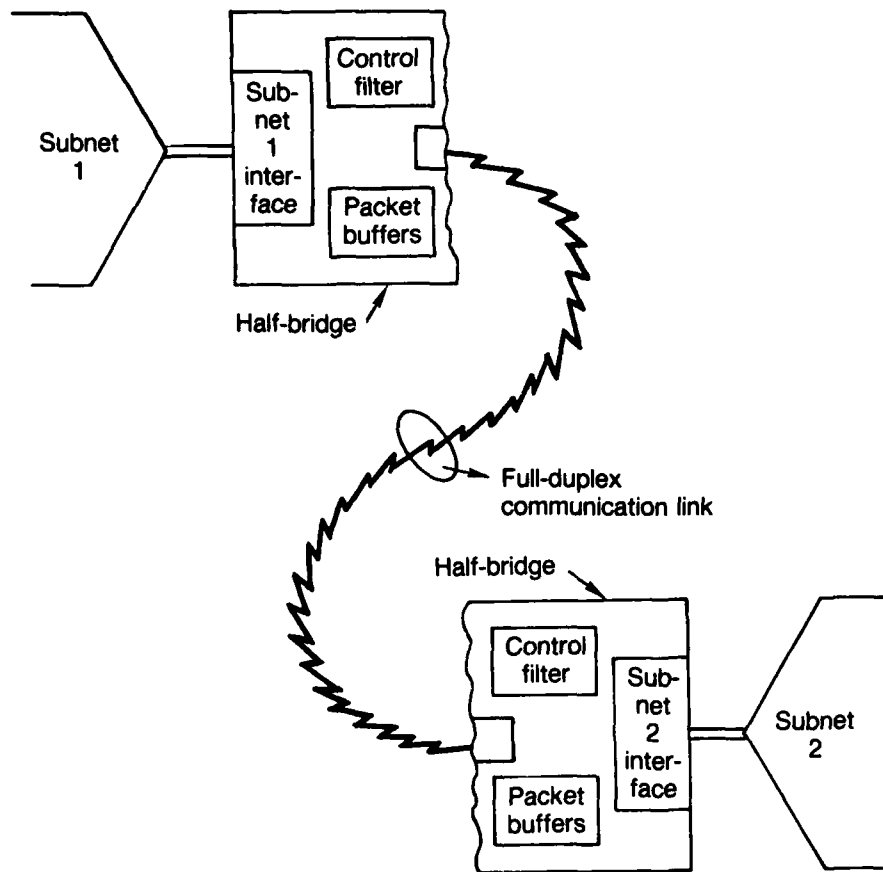 Subnet
1
Sub-
net
1
inter-
face
Control
filter
Packet
buffers
Half-bridge
Full-duplex
communication link
Half-bridge
Control
filter
Packet
buffers
Sub-
net
2
inter-
face
Subnet
2